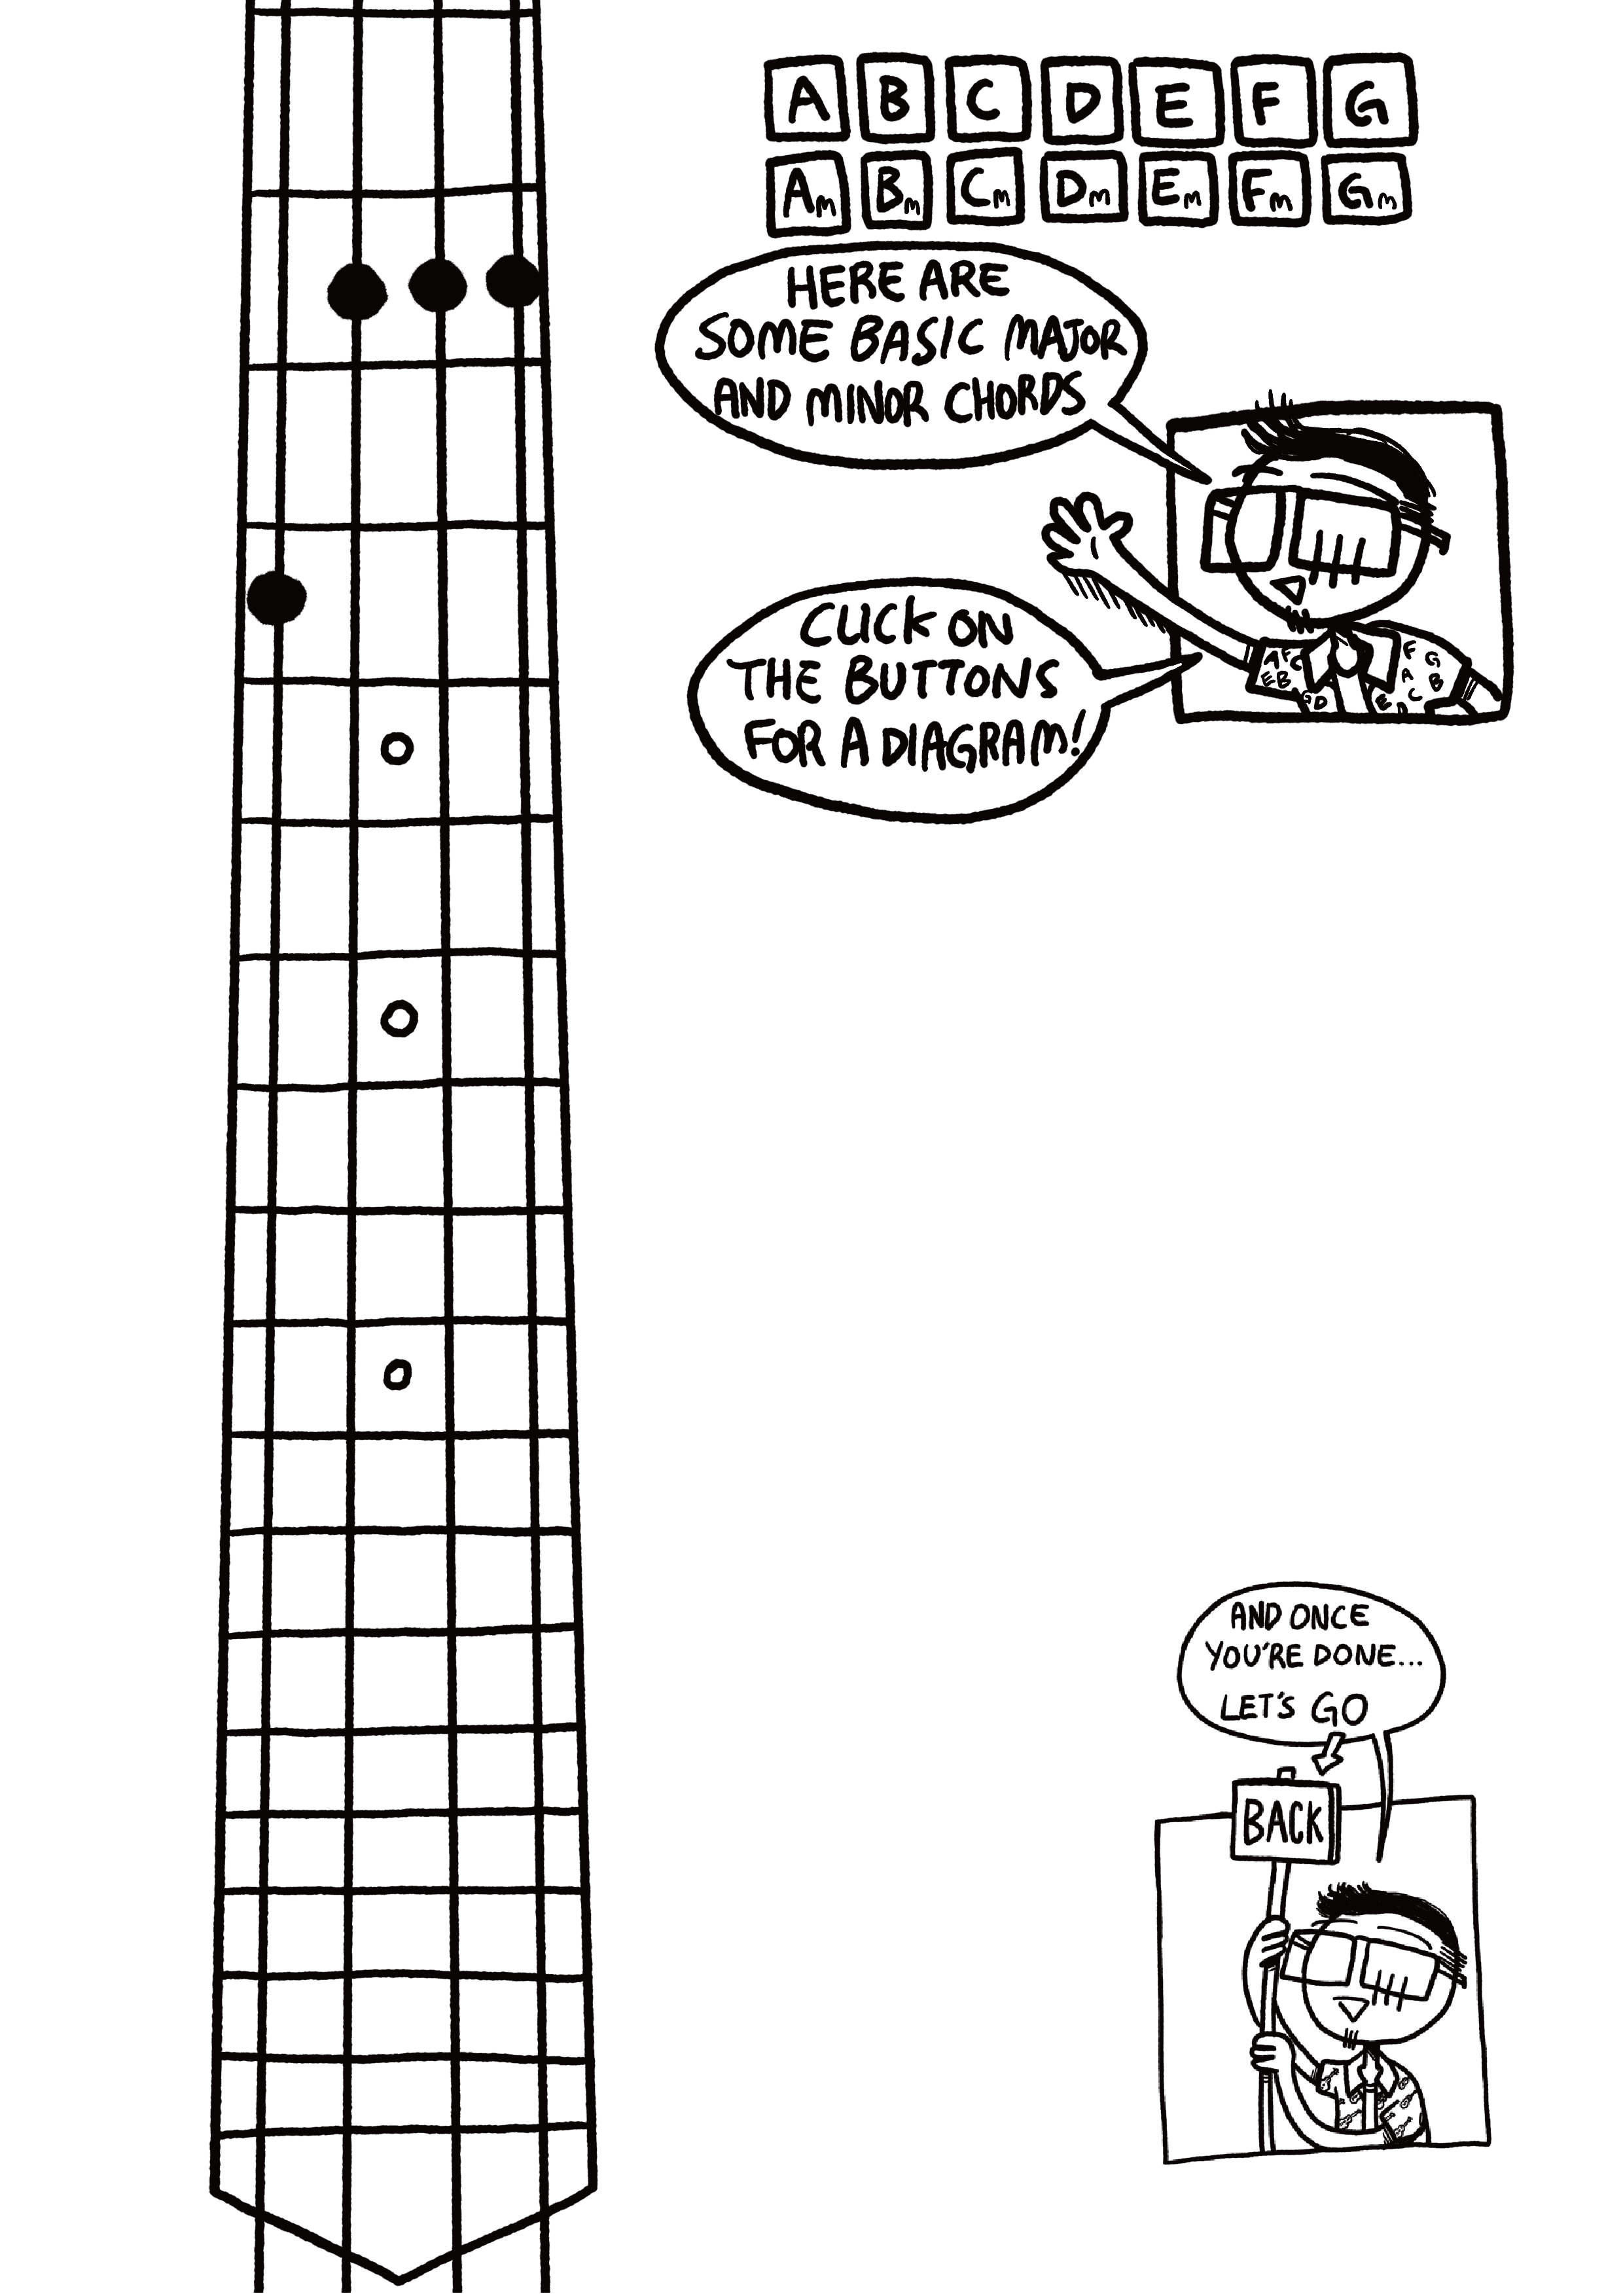 A B C D E F G
Am Bm Cm Dm Em Fm Gm
HERE ARE
SOME BASIC MAJOR
AND MINOR CHORDS
CLICK ON
THE BUTTONS
FOR A DIAGRAM!
A F C
E B
G D
F G
A B
C
E D
AND ONCE
YOU'RE DONE...
LET'S GO
BACK